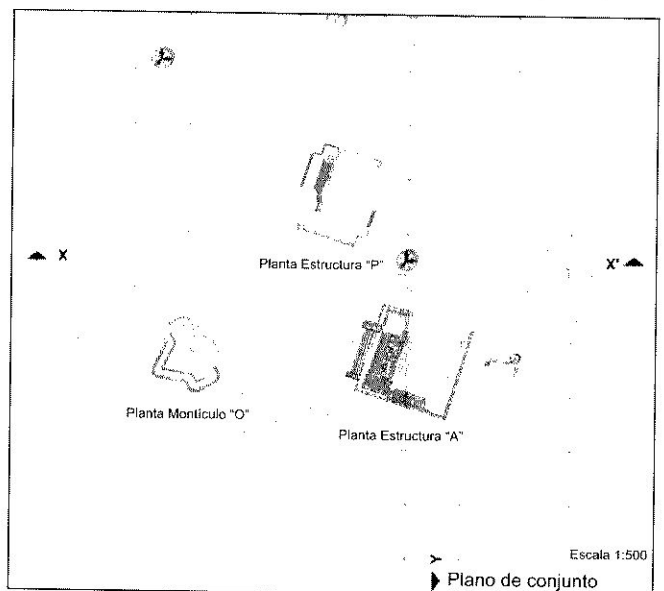 Planta Estructura "P"
X
X'
Planta Montículo "O"
Planta Estructura "A"
Escala 1:500
Y
Plano de conjunto